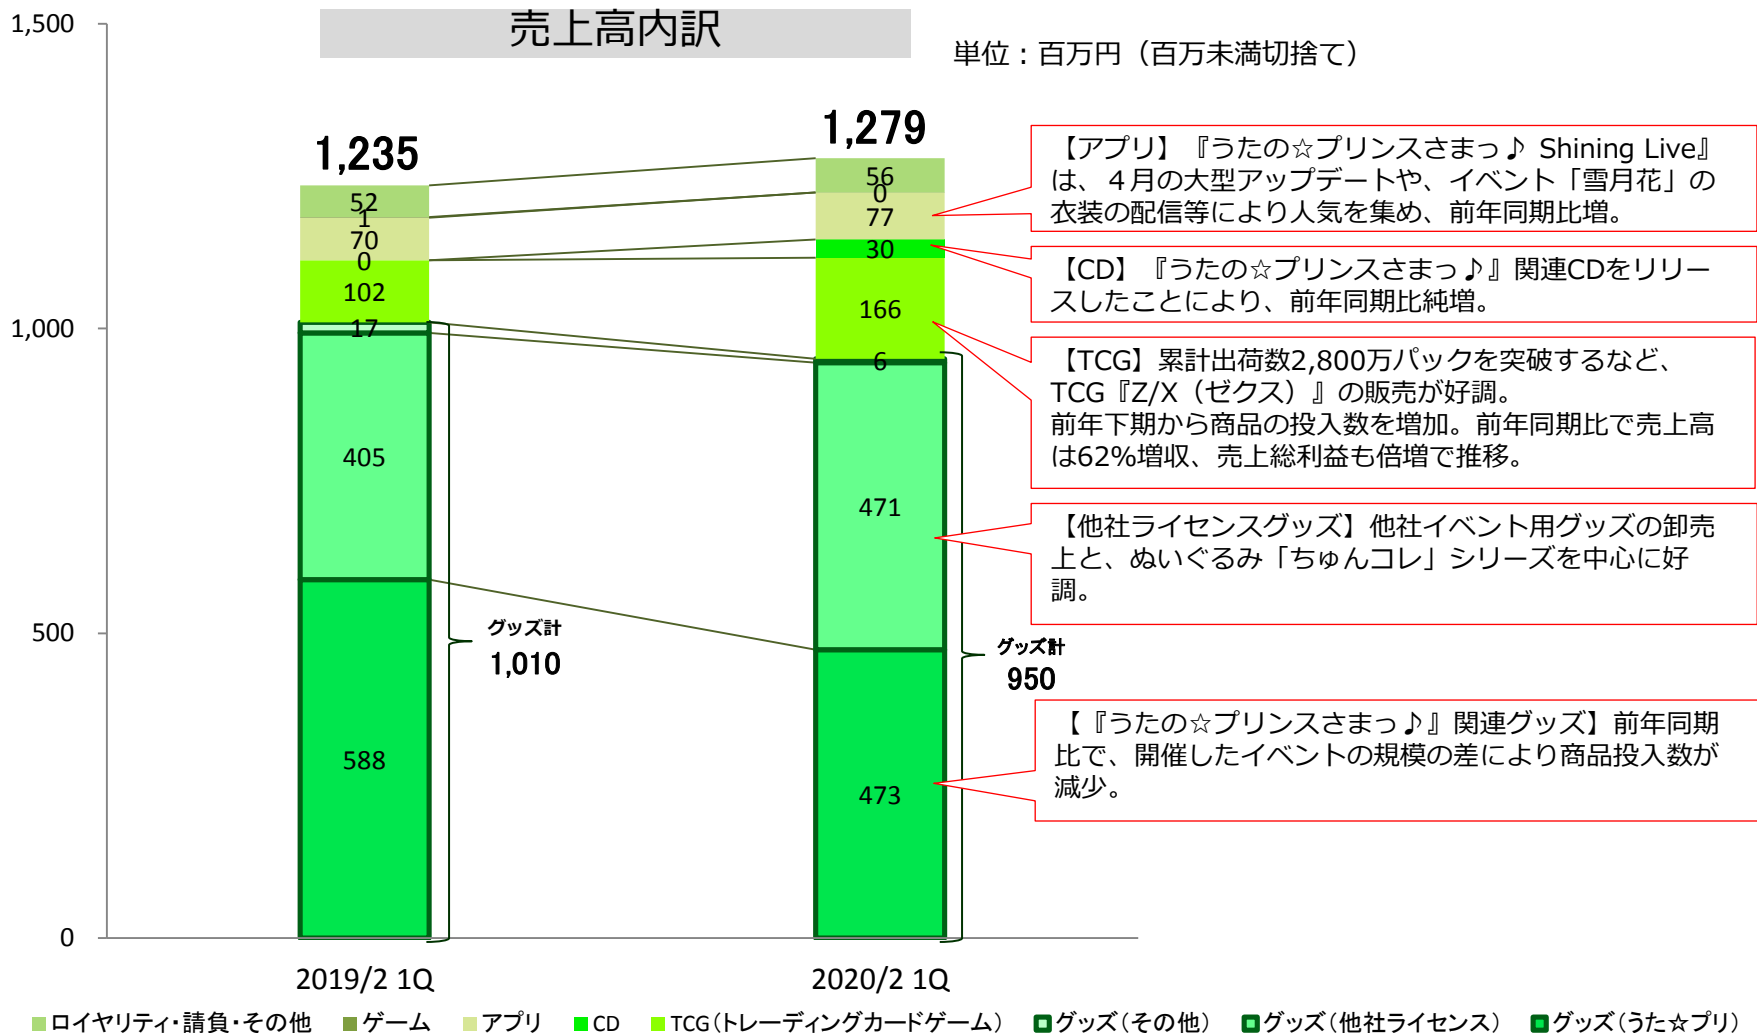 売上高内訳
単位：百万円（百万未満切捨て）
1,500
1,000
500
0
1,235
52
1
70
0
102
17
405
588
グッズ計
1,010
2019/2 1Q
1,279
56
0
77
30
166
6
471
473
グッズ計
950
2020/2 1Q
【アプリ】『うたの☆プリンスさまっ♪ Shining Live』
は、４月の大型アップデートや、イベント「雪月花」の
衣装の配信等により人気を集め、前年同期比増。
【CD】『うたの☆プリンスさまっ♪』関連CDをリリー
スしたことにより、前年同期比純増。
【TCG】累計出荷数2,800万パックを突破するなど、
TCG『Z/X（ゼクス）』の販売が好調。
前年下期から商品の投入数を増加。前年同期比で売上高
は62%増収、売上総利益も倍増で推移。
【他社ライセンスグッズ】他社イベント用グッズの卸売
上と、ぬいぐるみ「ちゅんコレ」シリーズを中心に好
調。
【『うたの☆プリンスさまっ♪』関連グッズ】前年同期
比で、開催したイベントの規模の差により商品投入数が
減少。
ロイヤリティ・請負・その他 ゲーム アプリ CD TCG（トレーディングカードゲーム） グッズ（その他） グッズ（他社ライセンス） グッズ（うた☆プリ）